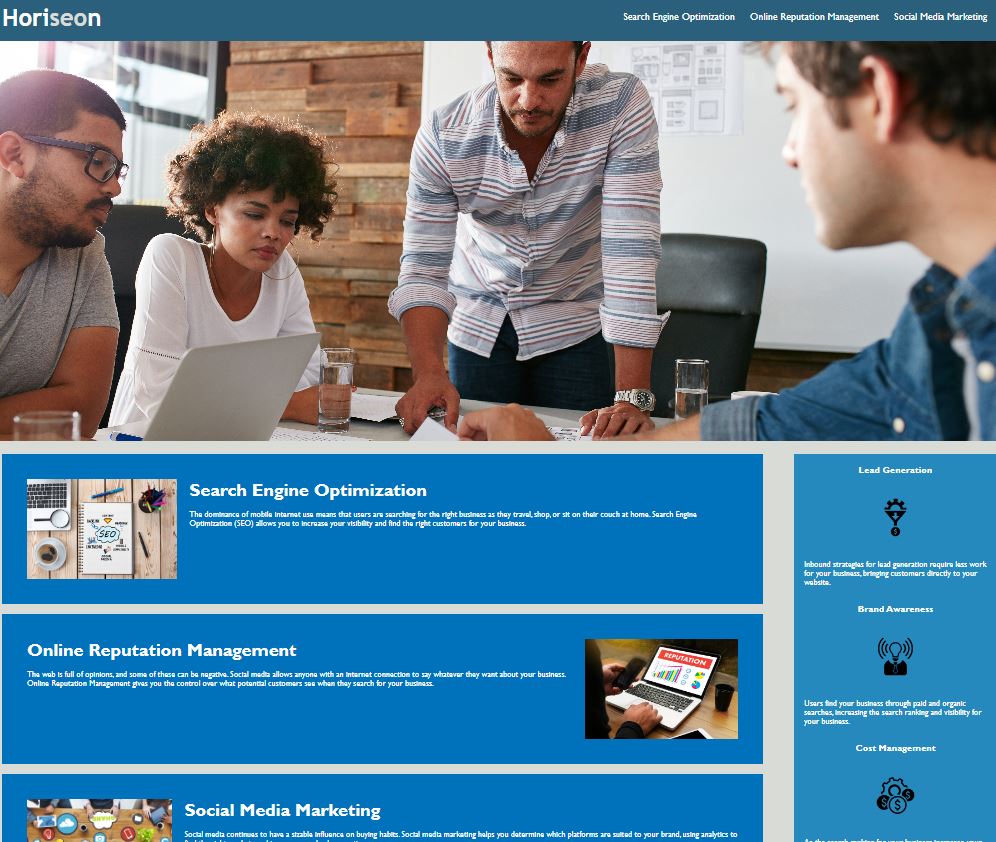 Horiseon
Search Engine Optimization
Online Reputation Management
Social Media Marketing
Search Engine Optimization
The dominance of mobile internet use means that users are searching for the right business as they travel, shop, or sit on their couch at home. Search Engine
Optimization (SEO) allows you to increase your visibility and find the right customers for your business.
SEO
Online Reputation Management
The web is full of opinions, and some of these can be negative. Social media allows anyone with an internet connection to say whatever they want about your business.
Online Reputation Management gives you the control over what potential customers see when they search for your business.
REPUTATION
Social Media Marketing
Social media continues to have a sizable influence on buying habits. Social media marketing helps you determine which platforms are suited to your brand, using analytics to
Lead Generation
Inbound strategies for lead generation require less work
for your business, bringing customers directly to your
website.
Brand Awareness
Users find your business through paid and organic
searches, increasing the search ranking and visibility for
your business.
Cost Management